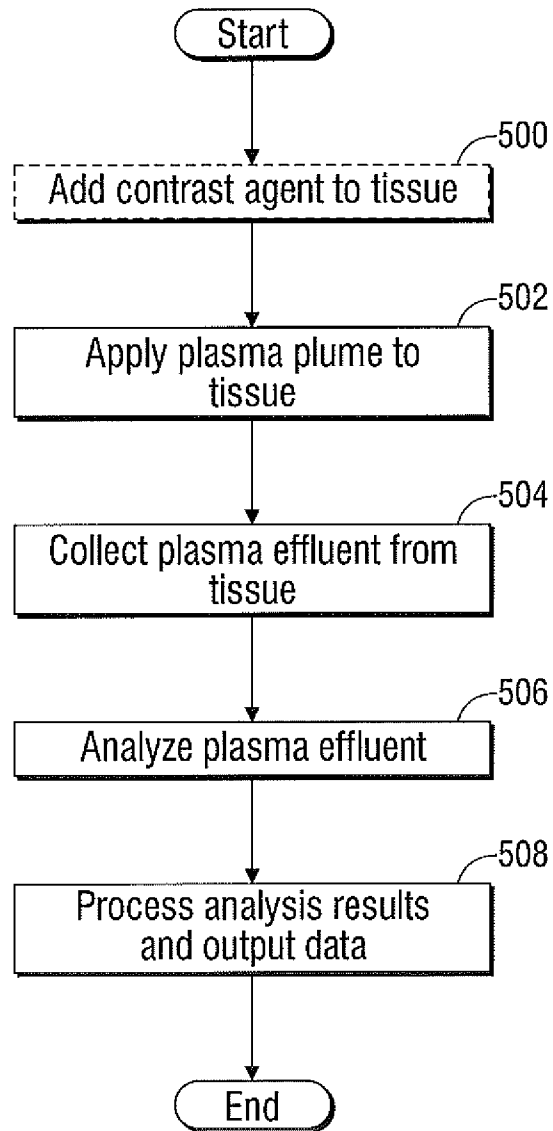 Start
500
Add contrast agent to tissue
502
Apply plasma plume to
tissue
504
Collect plasma effluent from
tissue
506
Analyze plasma effluent
508
Process analysis results
and output data
End